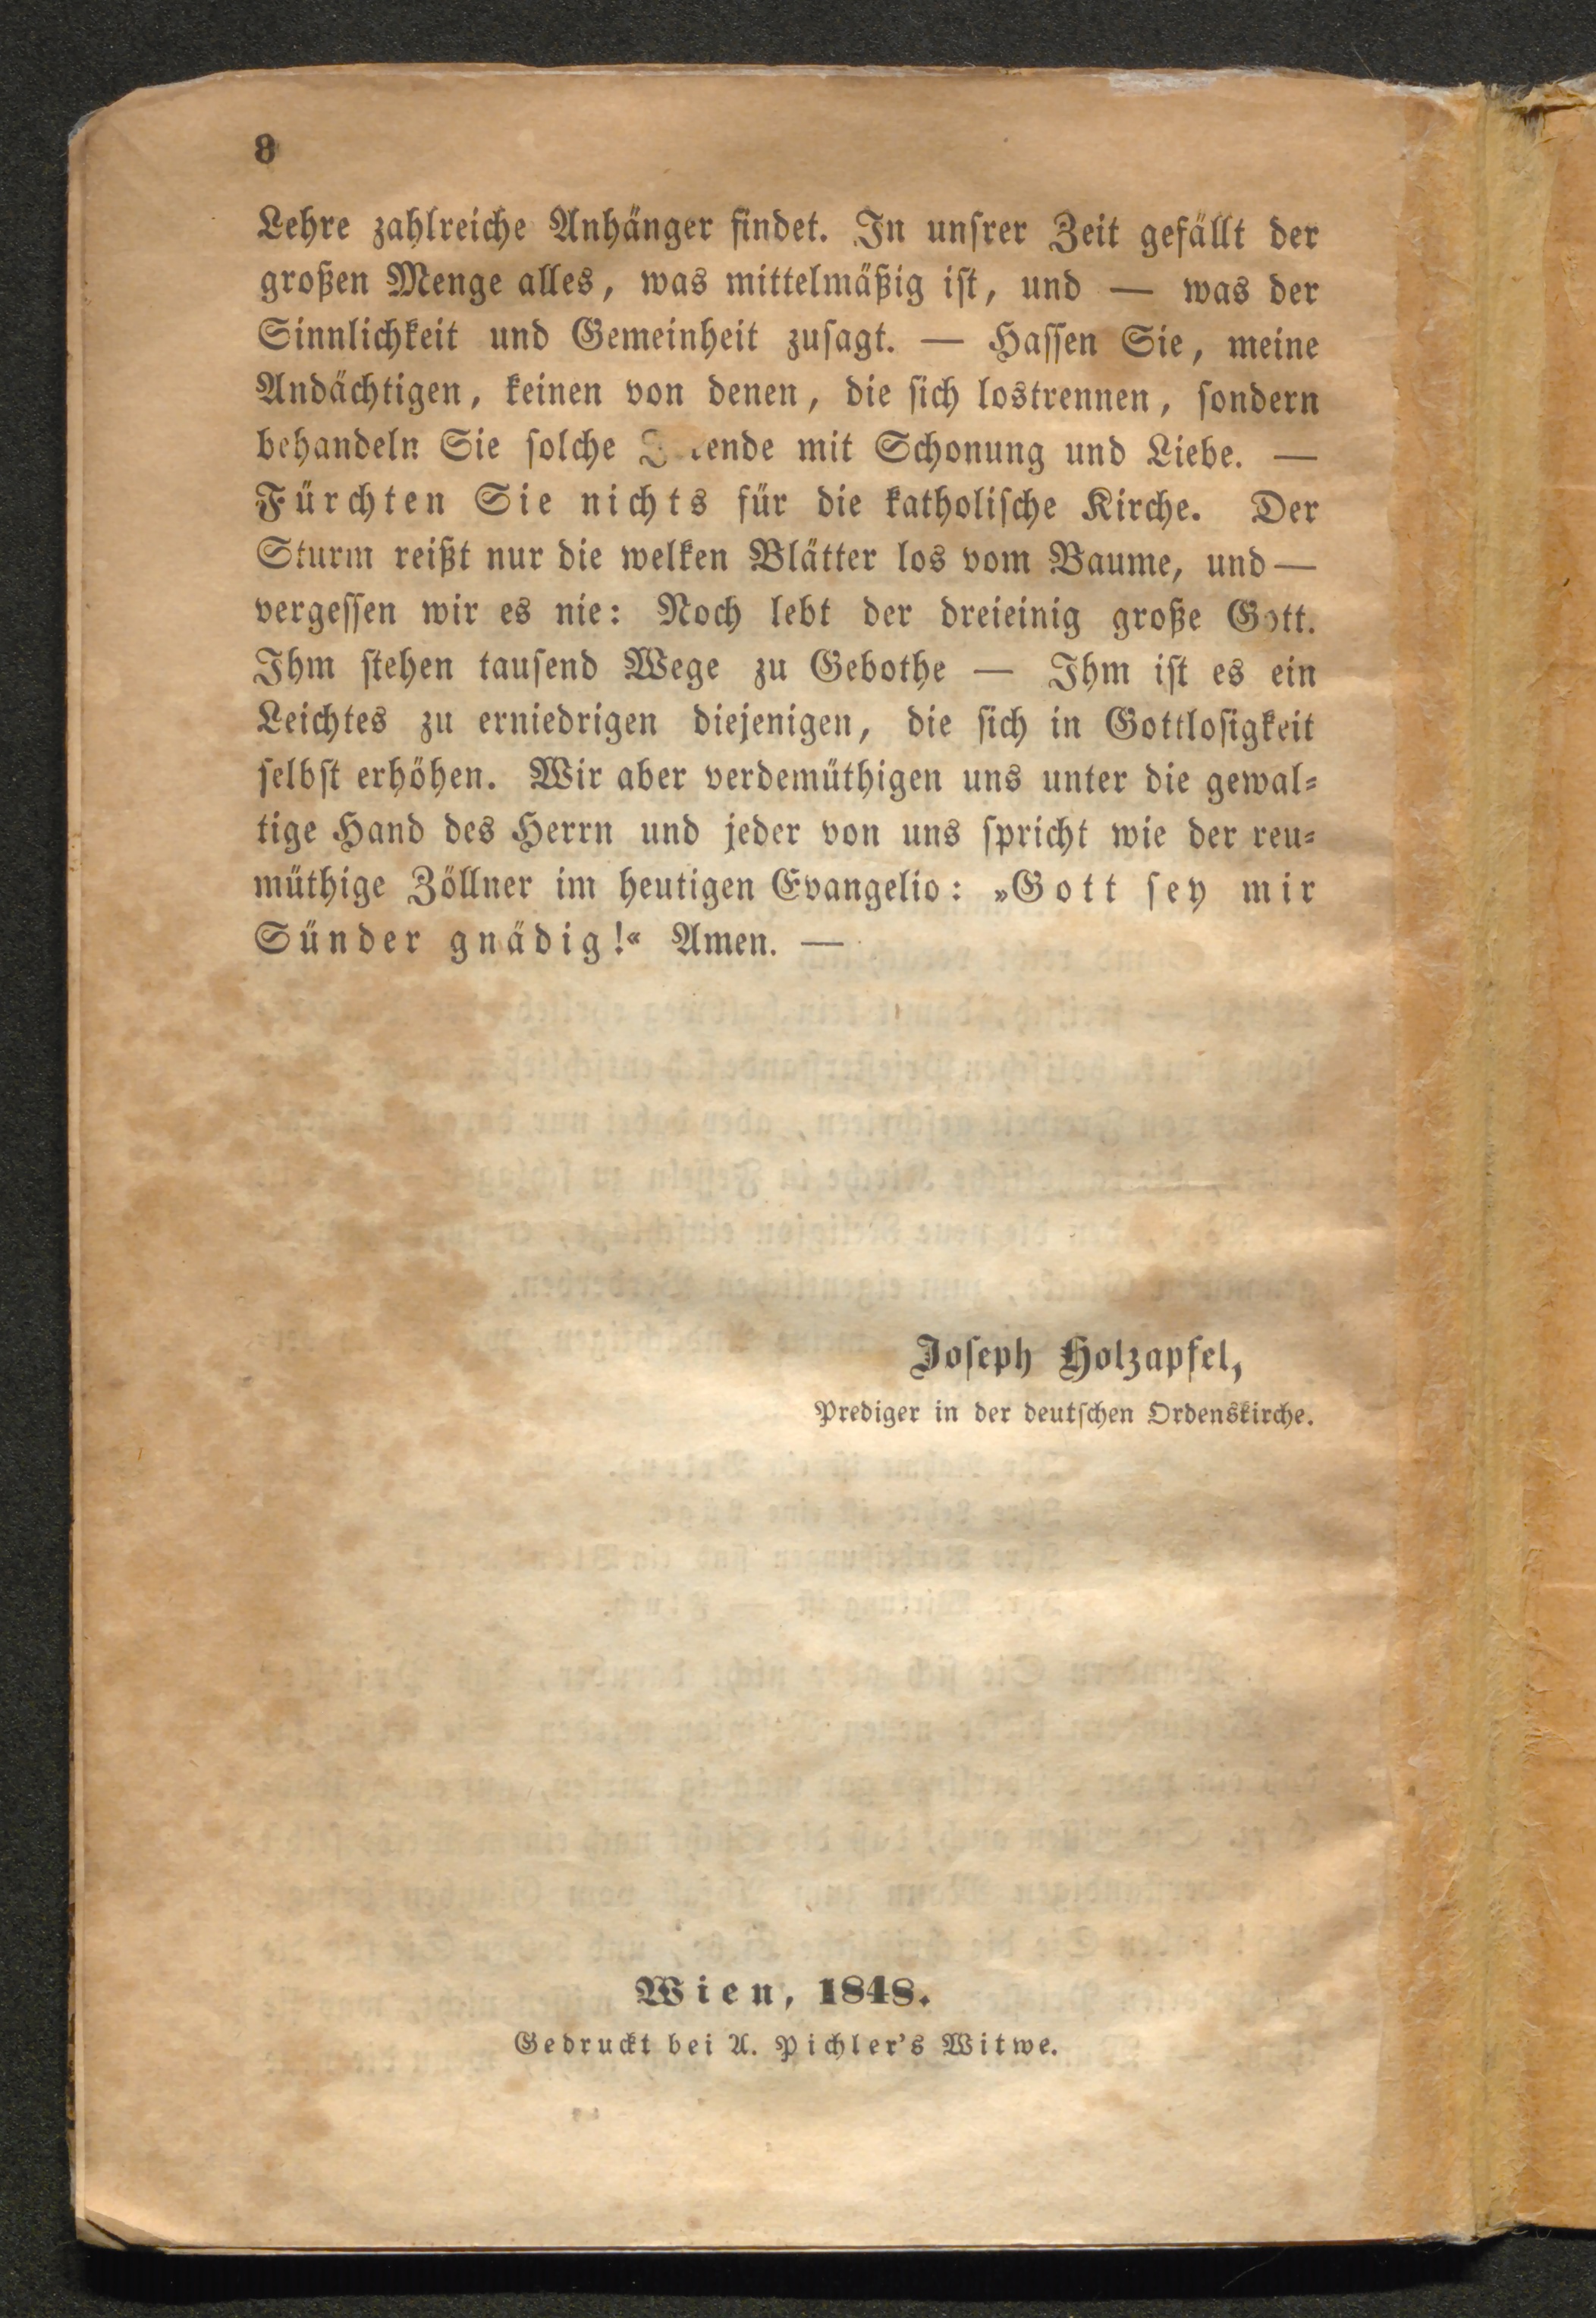 8
Lehre zahlreiche Anhänger findet. In unsrer Zeit gefällt der
großen Menge alles, was mittelmäßig ist, und — was der
Sinnlichkeit und Gemeinheit zusagt. — Hassen Sie, meine
Andächtigen, keinen von denen, die sich lostrennen, sondern
behandeln Sie solche mit Schonung und Liebe. —
Fürchten Sie nichts für die katholische Kirche. Der
Sturm reißt nur die welken Blätter los vom Baume, und —
vergessen wir es nie: Noch lebt der dreieinig große Gott.
Ihm stehen tausend Wege zu Gebothe — Ihm ist es ein
Leichtes zu erniedrigen diejenigen, die sich in Gottlosigkeit
selbst erhöhen. Wir aber verdemüthigen uns unter die gewal-
tige Hand des Herrn und jeder von uns spricht wie der reu-
müthige Zöllner im heutigen Evangelio: »Gott sey mir
Sünder gnädig!« Amen. —
Joseph Holzapfel,
Prediger in der deutschen Ordenskirche.
Wien, 1848.
Gedruckt bei A. Pichler's Witwe.